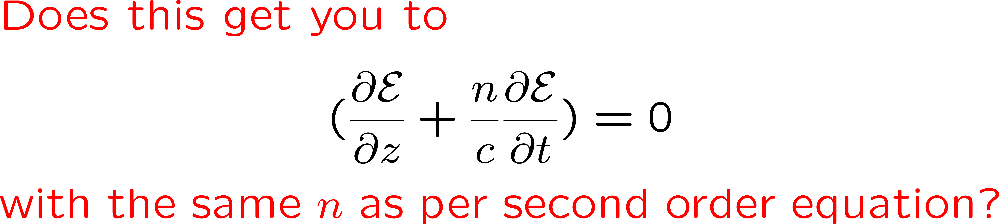 Does this get you to
(∂ℰ/∂z + n/c ∂ℰ/∂t) = 0
with the same n as per second order equation?